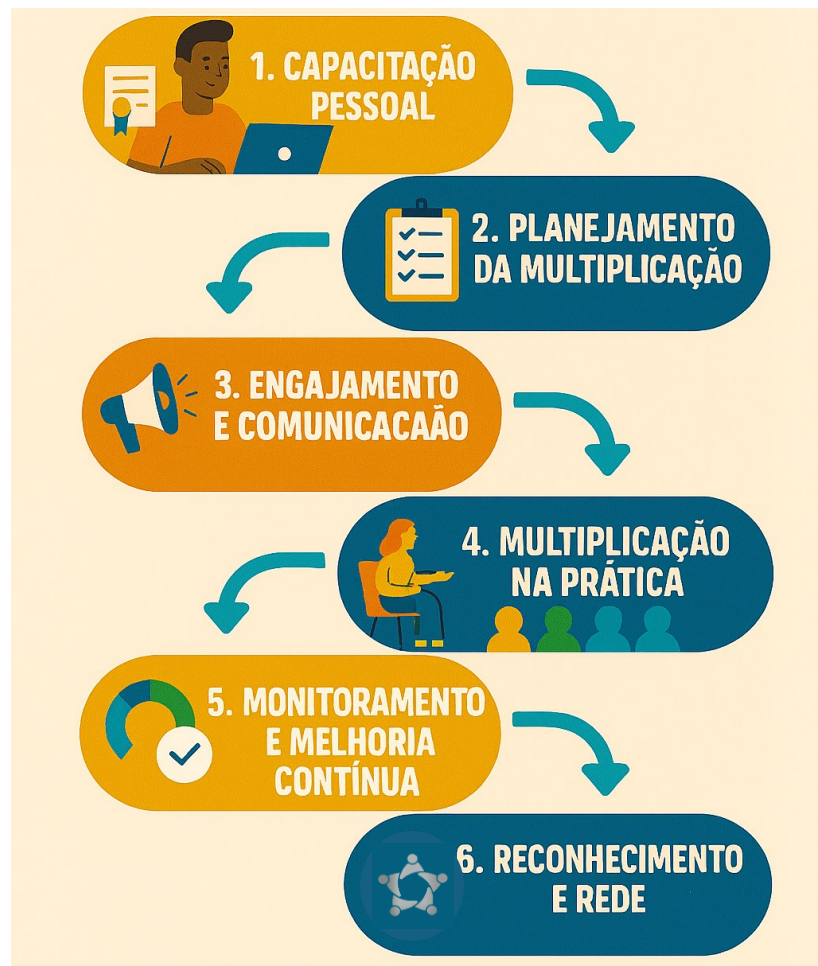 1. CAPACITAÇÃO
PESSOAL
2. PLANEJAMENTO
DA MULTIPLICAÇÃO
3. ENGAJAMENTO
E COMUNICACAÃO
4. MULTIPLICAÇÃO
NA PRÁTICA
5. MONITORAMENTO
E MELHORIA
CONTÍNUA
6. RECONHECIMENTO
E REDE